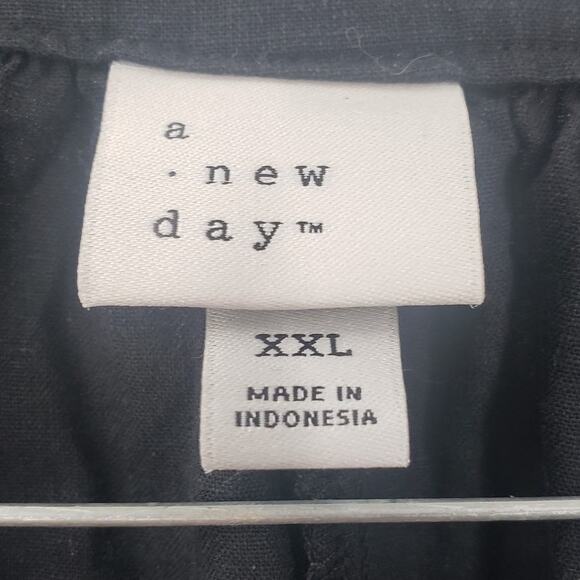 a
· new
day™
XXL
MADE IN
INDONESIA